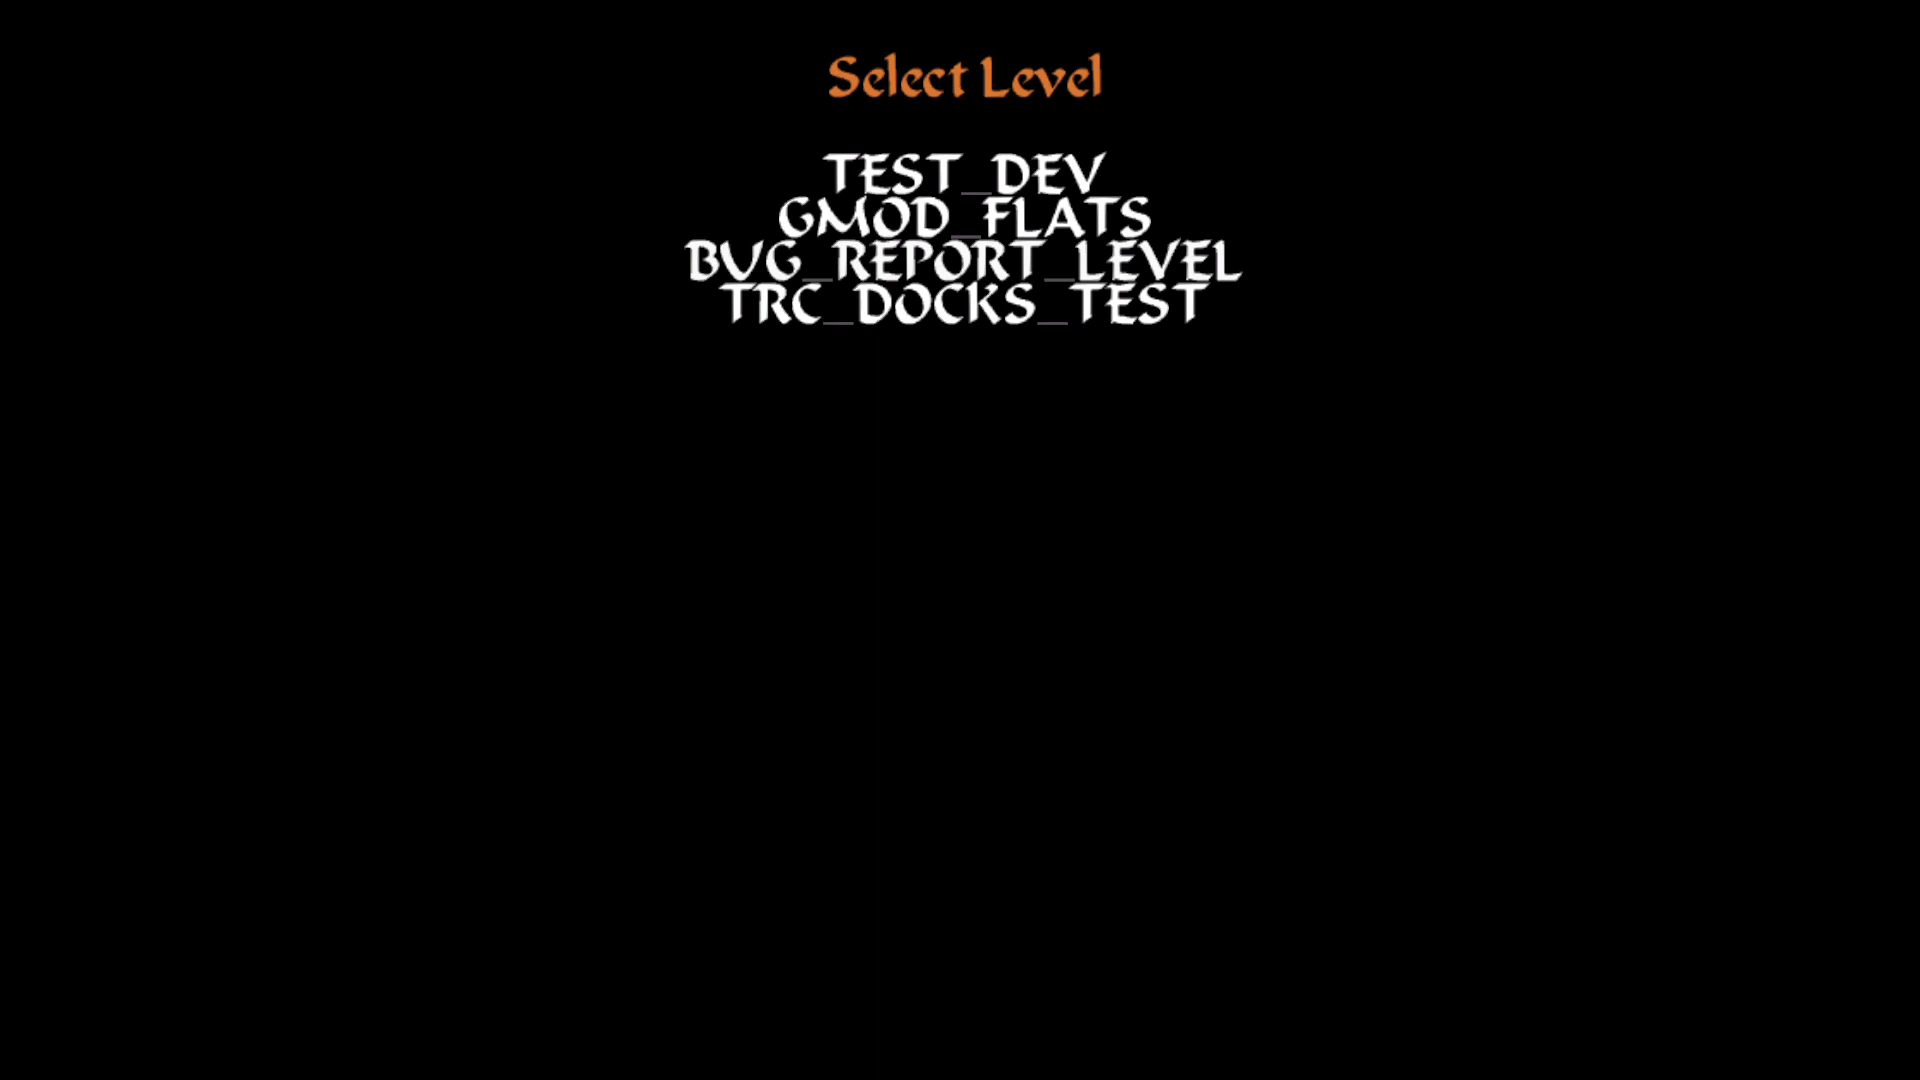 Select Level
TEST_DEV
GMOD_FLATS
BUG_REPORT_LEVEL
TRC_DOCKS_TEST